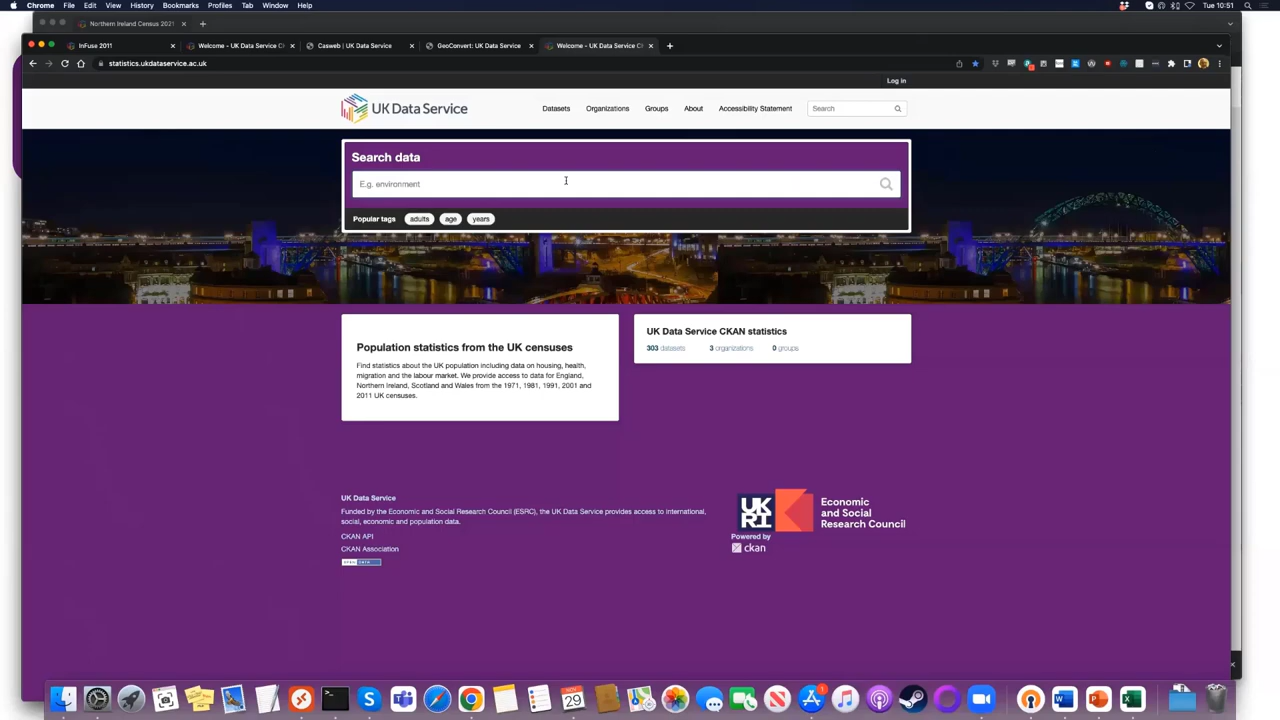 Chrome File Edit View History Bookmarks Profiles Tab Window Help Tue 10:51
Northern Ireland Census 2021
InFuse 2011 Welcome - UK Data Service C Casweb | UK Data Service GeoConvert: UK Data Service Welcome - UK Data Service C
statistics.ukdataservice.ac.uk
Log in
UK Data Service Datasets Organizations Groups About Accessibility Statement Search
Search data
E.g. environment
Popular tags adults age years
Population statistics from the UK censuses
Find statistics about the UK population including data on housing, health,
migration and the labour market. We provide access to data for England,
Northern Ireland, Scotland and Wales from the 1971, 1981, 1991, 2001 and
2011 UK censuses.
UK Data Service CKAN statistics
303 datasets 3 organizations 0 groups
UK Data Service
Funded by the Economic and Social Research Council (ESRC), the UK Data Service provides access to international,
social, economic and population data.
CKAN API
CKAN Association
OPEN DATA
UKRI
Economic
and Social
Research Council
Powered by
ckan
NOV
29
1